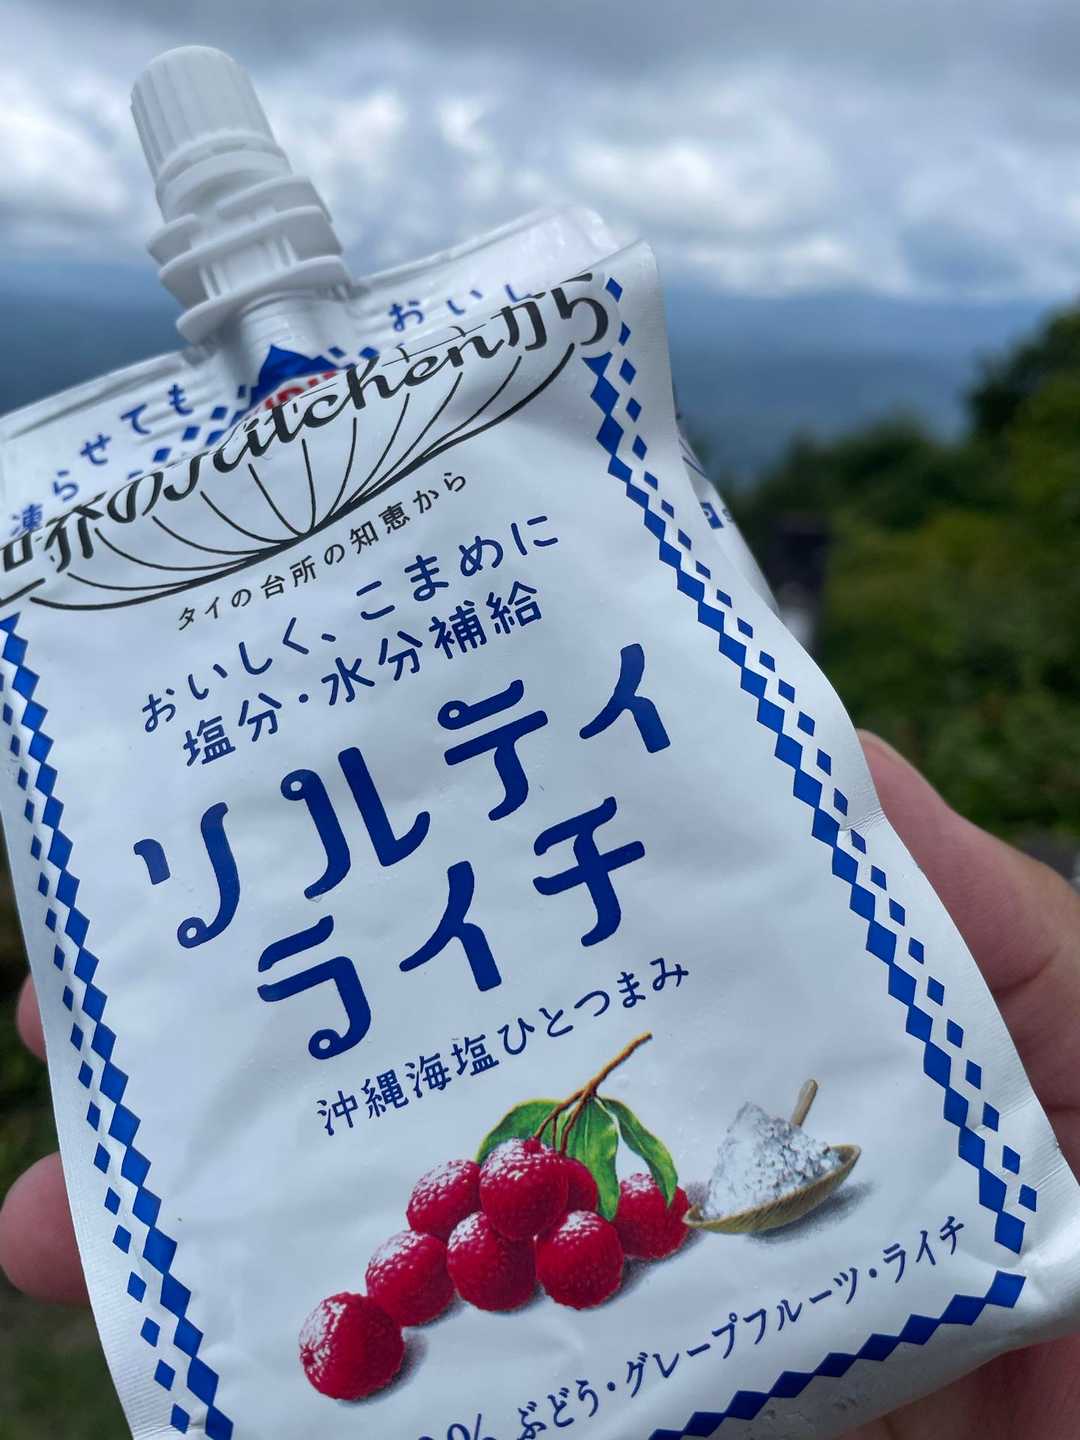 凍らせても おいし
世界のKitchenから
タイの台所の知恵から
おいしく、こまめに
塩分・水分補給
ソルティ
ライチ
沖縄海塩ひとつまみ
% ぶどう・グレープフルーツ・ライチ